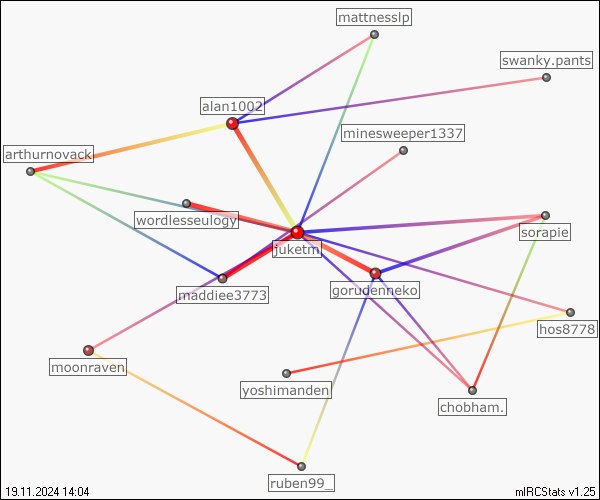 mattnesslp
swanky.pants
alan1002
minesweeper1337
arthurnovack
wordlesseulogy
sorapie
juketm
gorudenneko
maddiee3773
hos8778
moonraven
yoshimanden
chobham.
ruben99_
19.11.2024 14:04
mIRCStats v1.25